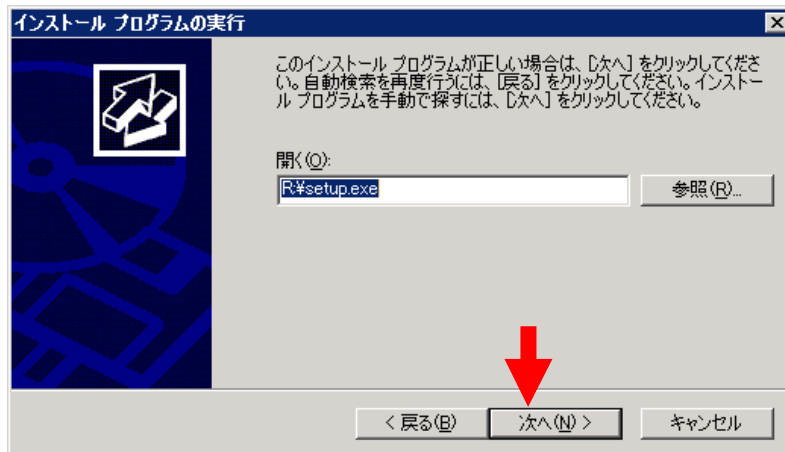 インストール プログラムの実行
このインストール プログラムが正しい場合は、[次へ] をクリックしてくださ
い。自動検索を再度行うには、[戻る] をクリックしてください。インストー
ル プログラムを手動で探すには、[次へ] をクリックしてください。
開く(O):
R:¥setup.exe
参照(R)...
< 戻る(B)
次へ(N) >
キャンセル